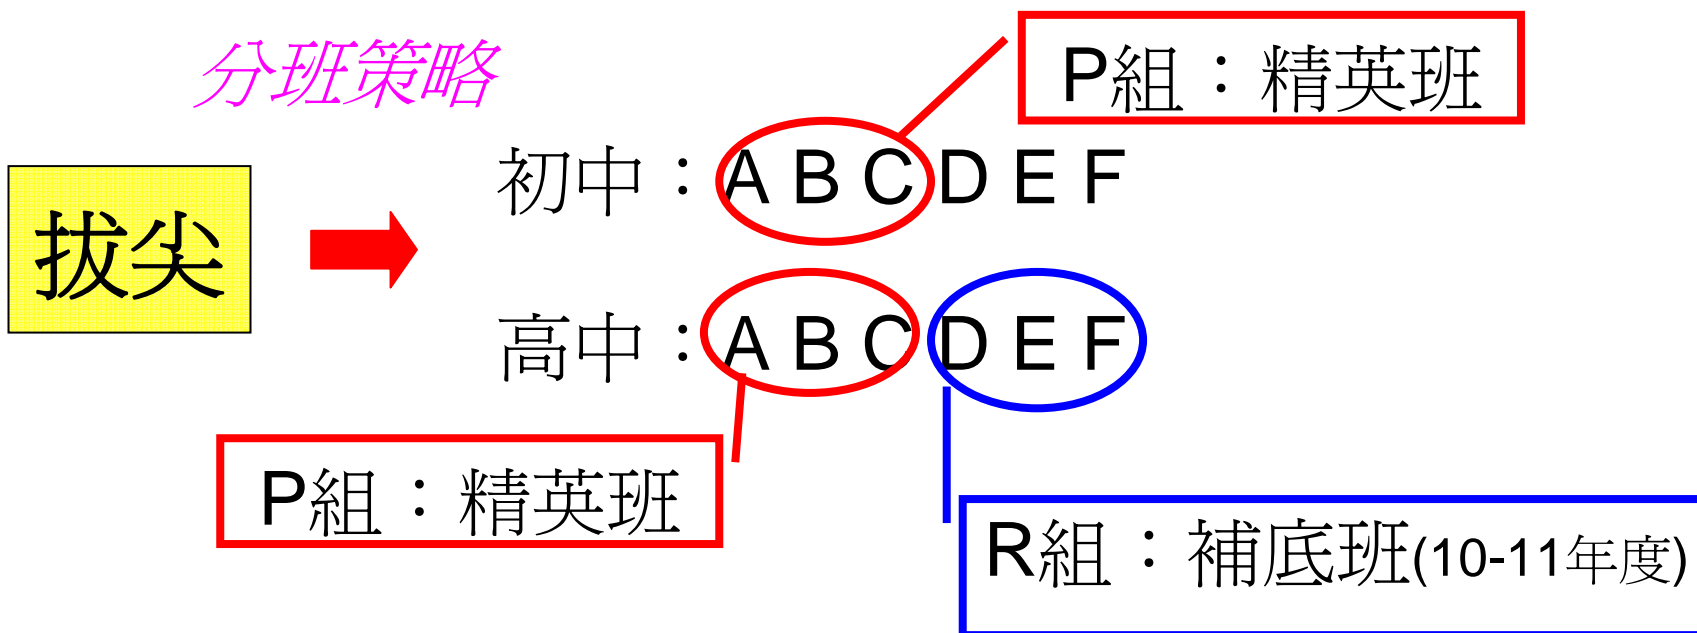 分班策略
P組：精英班
初中：A B C D E F
拔尖
高中：A B C D E F
P組：精英班
R組：補底班(10-11年度)